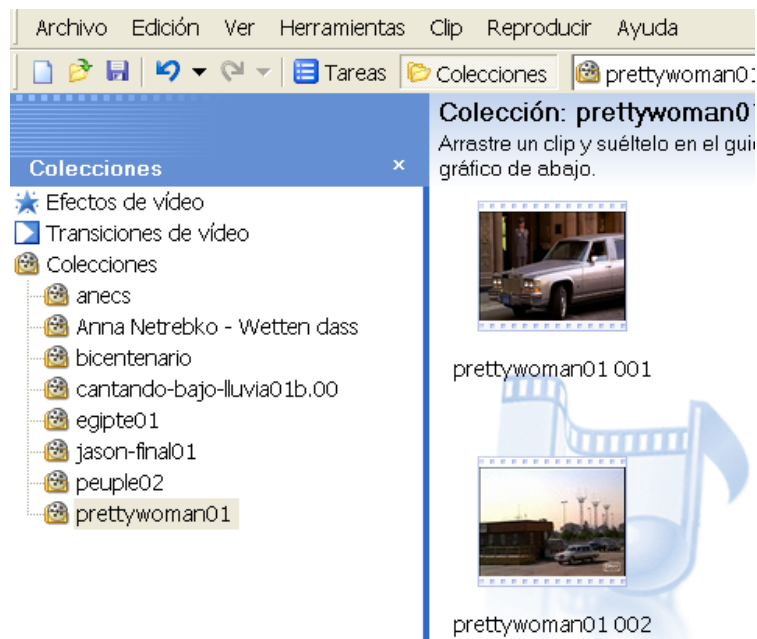 Archivo Edición Ver Herramientas Clip Reproducir Ayuda
Tareas Colecciones
Colecciones ×
Efectos de vídeo
Transiciones de vídeo
Colecciones
anecs
Anna Netrebko - Wetten dass
bicentenario
cantando-bajo-lluvia01b.00
egipte01
jason-final01
peuple02
prettywoman01
Colección: prettywoman0
Arrastre un clip y suéltelo en el gui
gráfico de abajo.
prettywoman01 001
prettywoman01 002